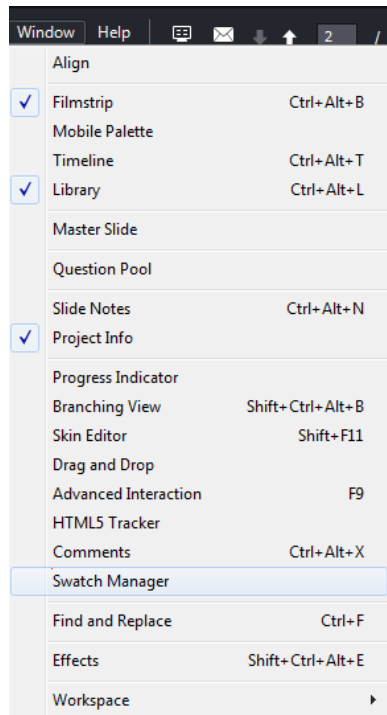 Window Help 2 /
Align
Filmstrip Ctrl+Alt+B
Mobile Palette
Timeline Ctrl+Alt+T
Library Ctrl+Alt+L
Master Slide
Question Pool
Slide Notes Ctrl+Alt+N
Project Info
Progress Indicator
Branching View Shift+Ctrl+Alt+B
Skin Editor Shift+F11
Drag and Drop
Advanced Interaction F9
HTML5 Tracker
Comments Ctrl+Alt+X
Swatch Manager
Find and Replace Ctrl+F
Effects Shift+Ctrl+Alt+E
Workspace